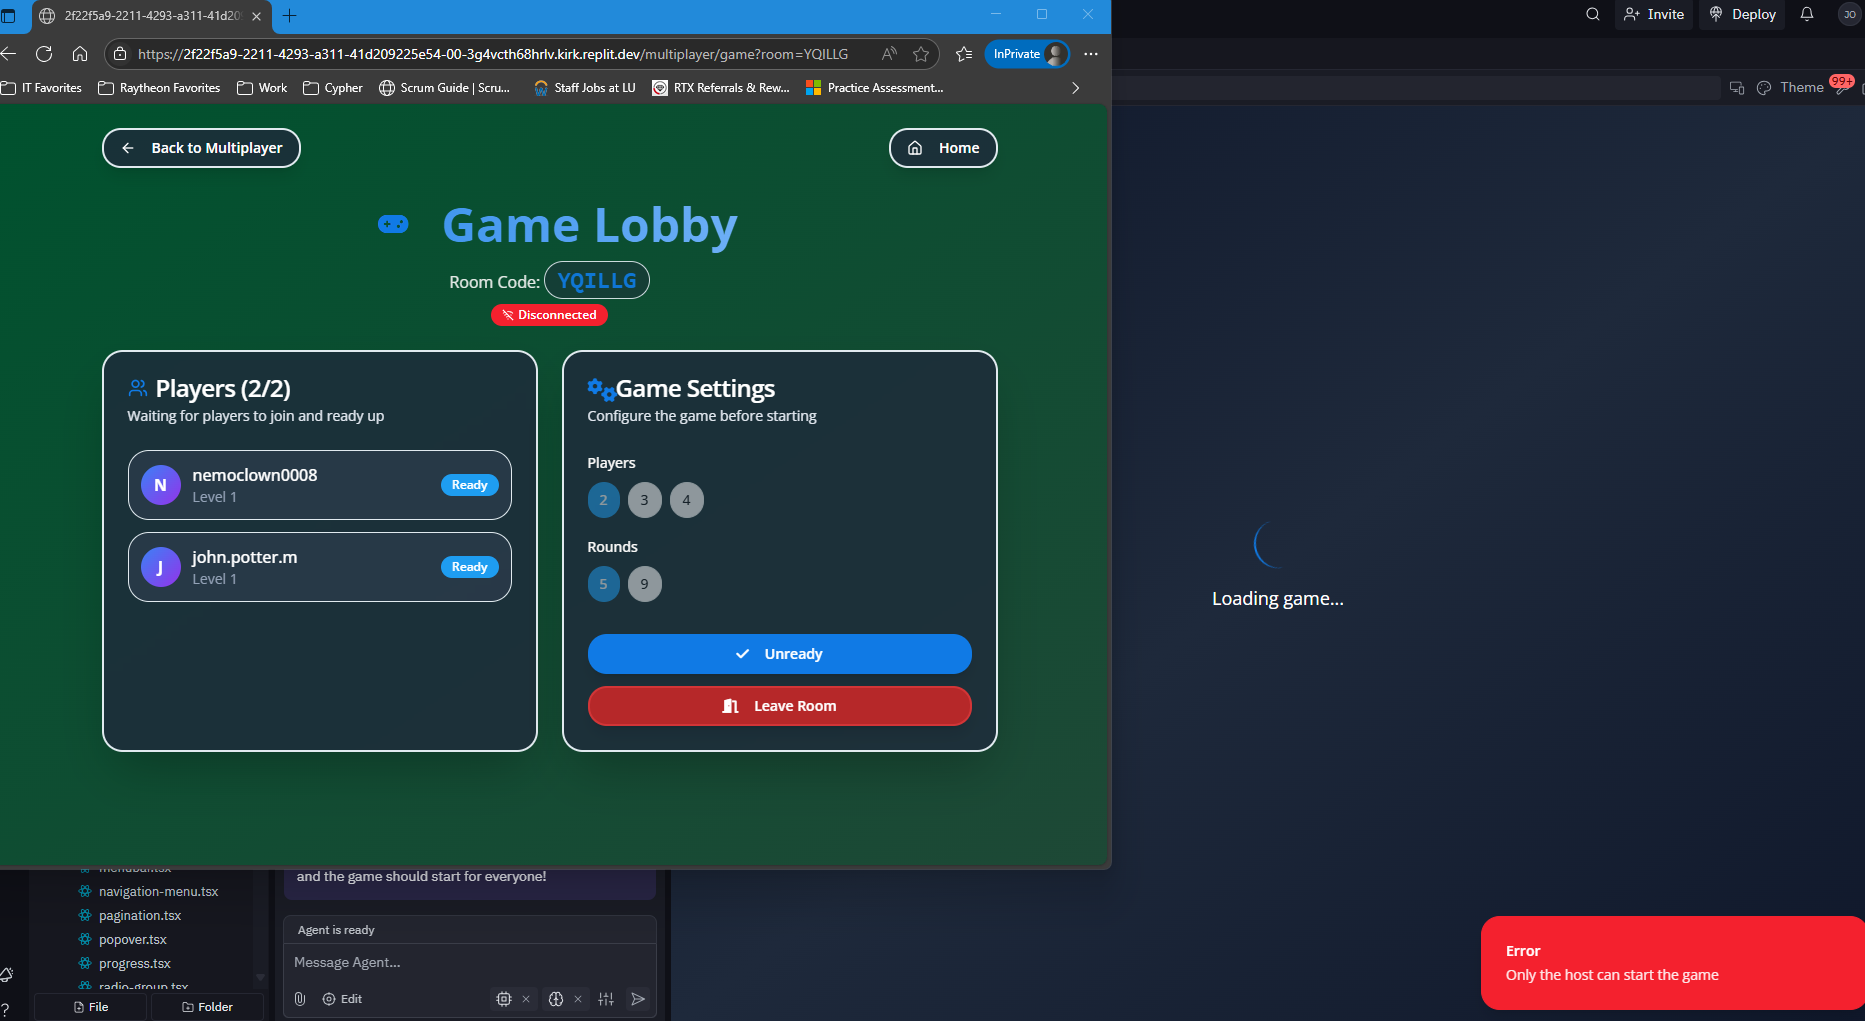 2f22f5a9-2211-4293-a311-41d20
Invite
Deploy
JO
https://2f22f5a9-2211-4293-a311-41d209225e54-00-3g4vcth68hrlv.kirk.replit.dev/multiplayer/game?room=YQILLG
InPrivate
IT Favorites
Raytheon Favorites
Work
Cypher
Scrum Guide | Scru...
Staff Jobs at LU
RTX Referrals & Rew...
Practice Assessment...
Theme
99+
Back to Multiplayer
Home
Game Lobby
Room Code: YQILLG
Disconnected
Players (2/2)
Waiting for players to join and ready up
N
nemoclown0008
Level 1
Ready
J
john.potter.m
Level 1
Ready
Game Settings
Configure the game before starting
Players
2 3 4
Rounds
5 9
Unready
Leave Room
Loading game...
menubar.tsx
navigation-menu.tsx
pagination.tsx
popover.tsx
progress.tsx
radio-group.tsx
File
Folder
and the game should start for everyone!
Agent is ready
Message Agent...
Edit
Error
Only the host can start the game